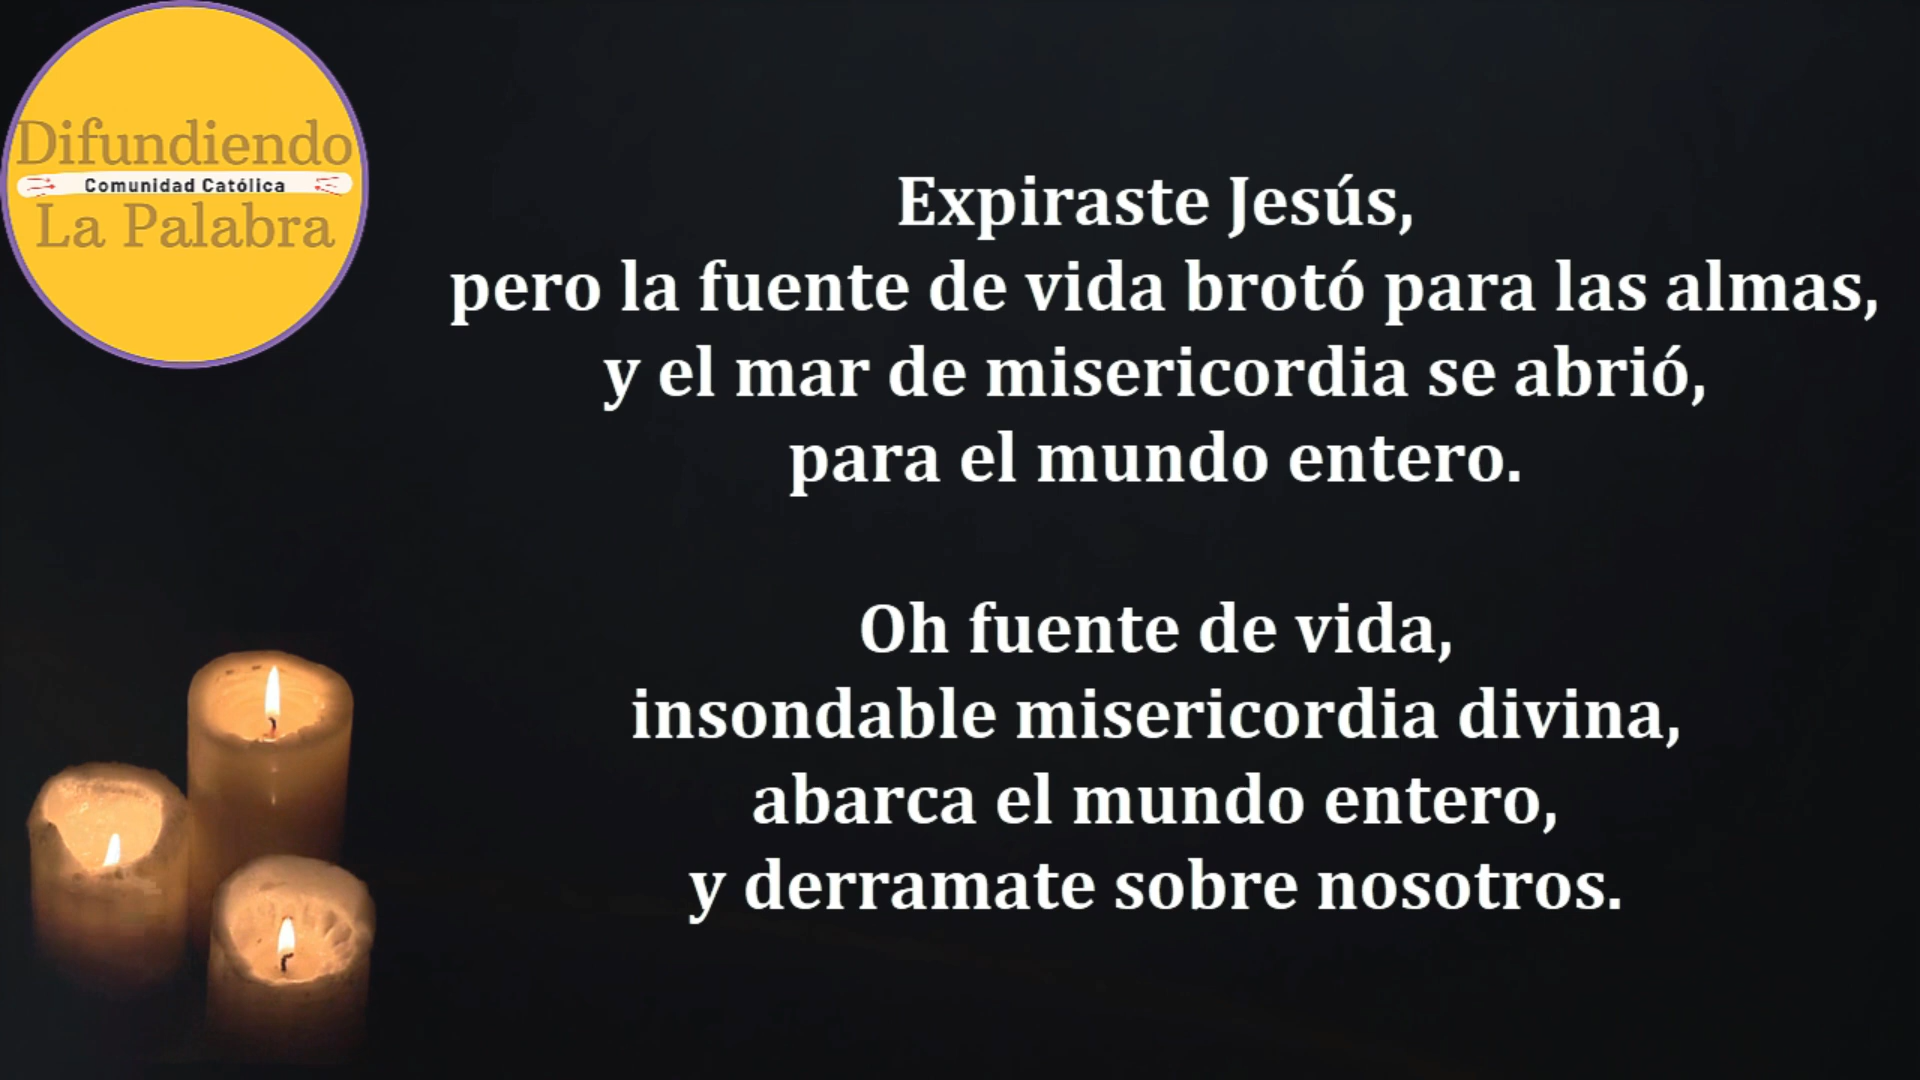 Difundiendo
Comunidad Católica
La Palabra
Expiraste Jesús,
pero la fuente de vida brotó para las almas,
y el mar de misericordia se abrió,
para el mundo entero.
Oh fuente de vida,
insondable misericordia divina,
abarca el mundo entero,
y derramate sobre nosotros.